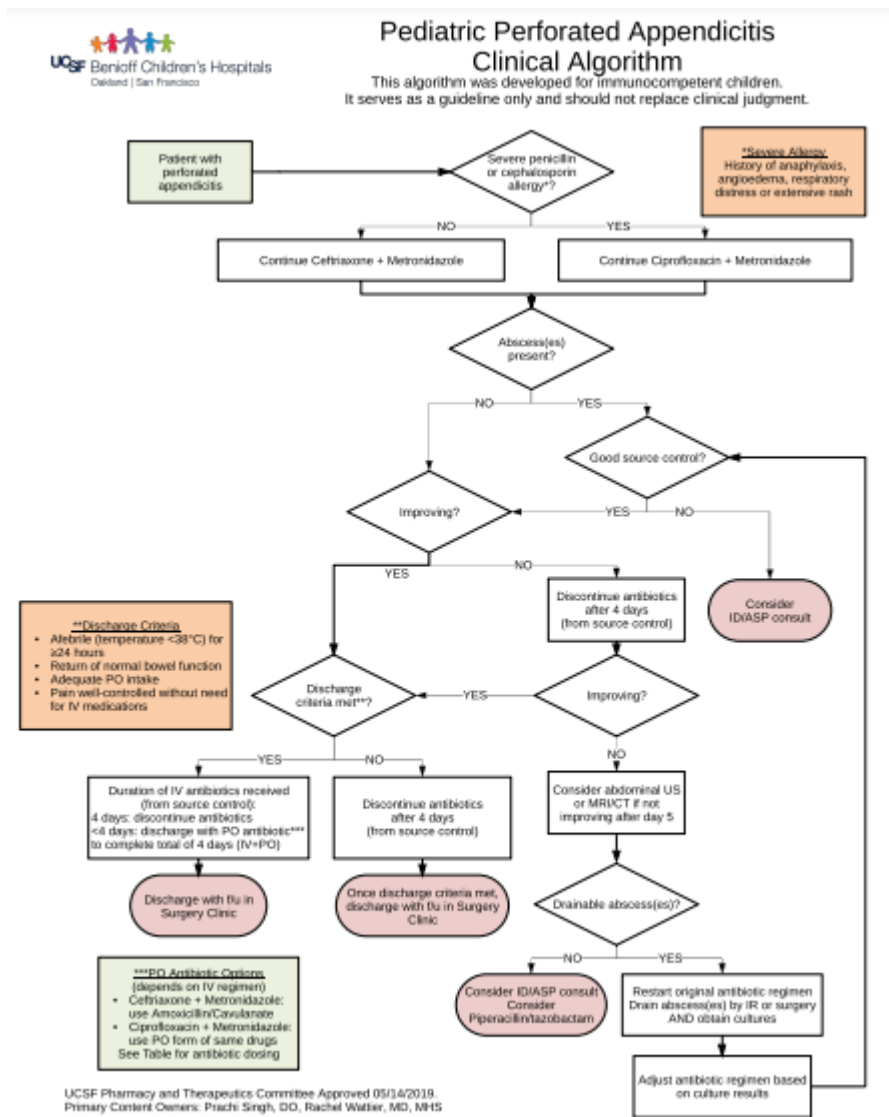 Pediatric Perforated Appendicitis
Clinical Algorithm
This algorithm was developed for immunocompetent children.
It serves as a guideline only and should not replace clinical judgment.
UCSF Benioff Children's Hospitals
Oakland | San Francisco
Patient with
perforated
appendicitis
Severe penicillin
or cephalosporin
allergy*?
*Severe Allergy
History of anaphylaxis,
angioedema, respiratory
distress or extensive rash
NO
YES
Continue Ceftriaxone + Metronidazole
Continue Ciprofloxacin + Metronidazole
Abscess(es)
present?
NO
YES
Good source control?
Improving?
YES
NO
YES
NO
Discontinue antibiotics
after 4 days
(from source control)
Consider
ID/ASP consult
**Discharge Criteria
• Afebrile (temperature <38°C) for
≥24 hours
• Return of normal bowel function
• Adequate PO intake
• Pain well-controlled without need
for IV medications
Discharge
criteria met**?
YES
Improving?
YES
NO
NO
Duration of IV antibiotics received
(from source control):
4 days: discontinue antibiotics
<4 days: discharge with PO antibiotic***
to complete total of 4 days (IV+PO)
Discontinue antibiotics
after 4 days
(from source control)
Consider abdominal US
or MRI/CT if not
improving after day 5
Discharge with f/u in
Surgery Clinic
Once discharge criteria met,
discharge with f/u in Surgery
Clinic
Drainable abscess(es)?
NO
YES
***PO Antibiotic Options
(depends on IV regimen)
• Ceftriaxone + Metronidazole:
use Amoxicillin/Cavulanate
• Ciprofloxacin + Metronidazole:
use PO form of same drugs
See Table for antibiotic dosing
Consider ID/ASP consult
Consider
Piperacillin/tazobactam
Restart original antibiotic regimen
Drain abscess(es) by IR or surgery
AND obtain cultures
Adjust antibiotic regimen based
on culture results
UCSF Pharmacy and Therapeutics Committee Approved 05/14/2019.
Primary Content Owners: Prachi Singh, DO, Rachel Wattier, MD, MHS